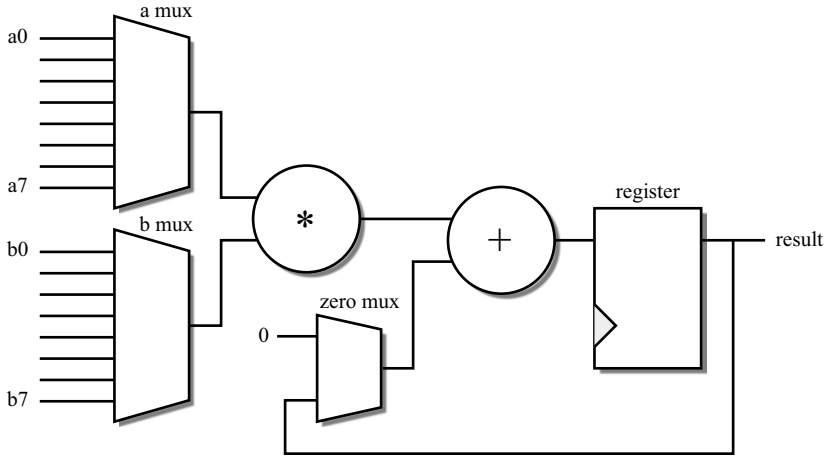 a mux
a0
a7
b mux
b0
b7
*
+
zero mux
0
register
result